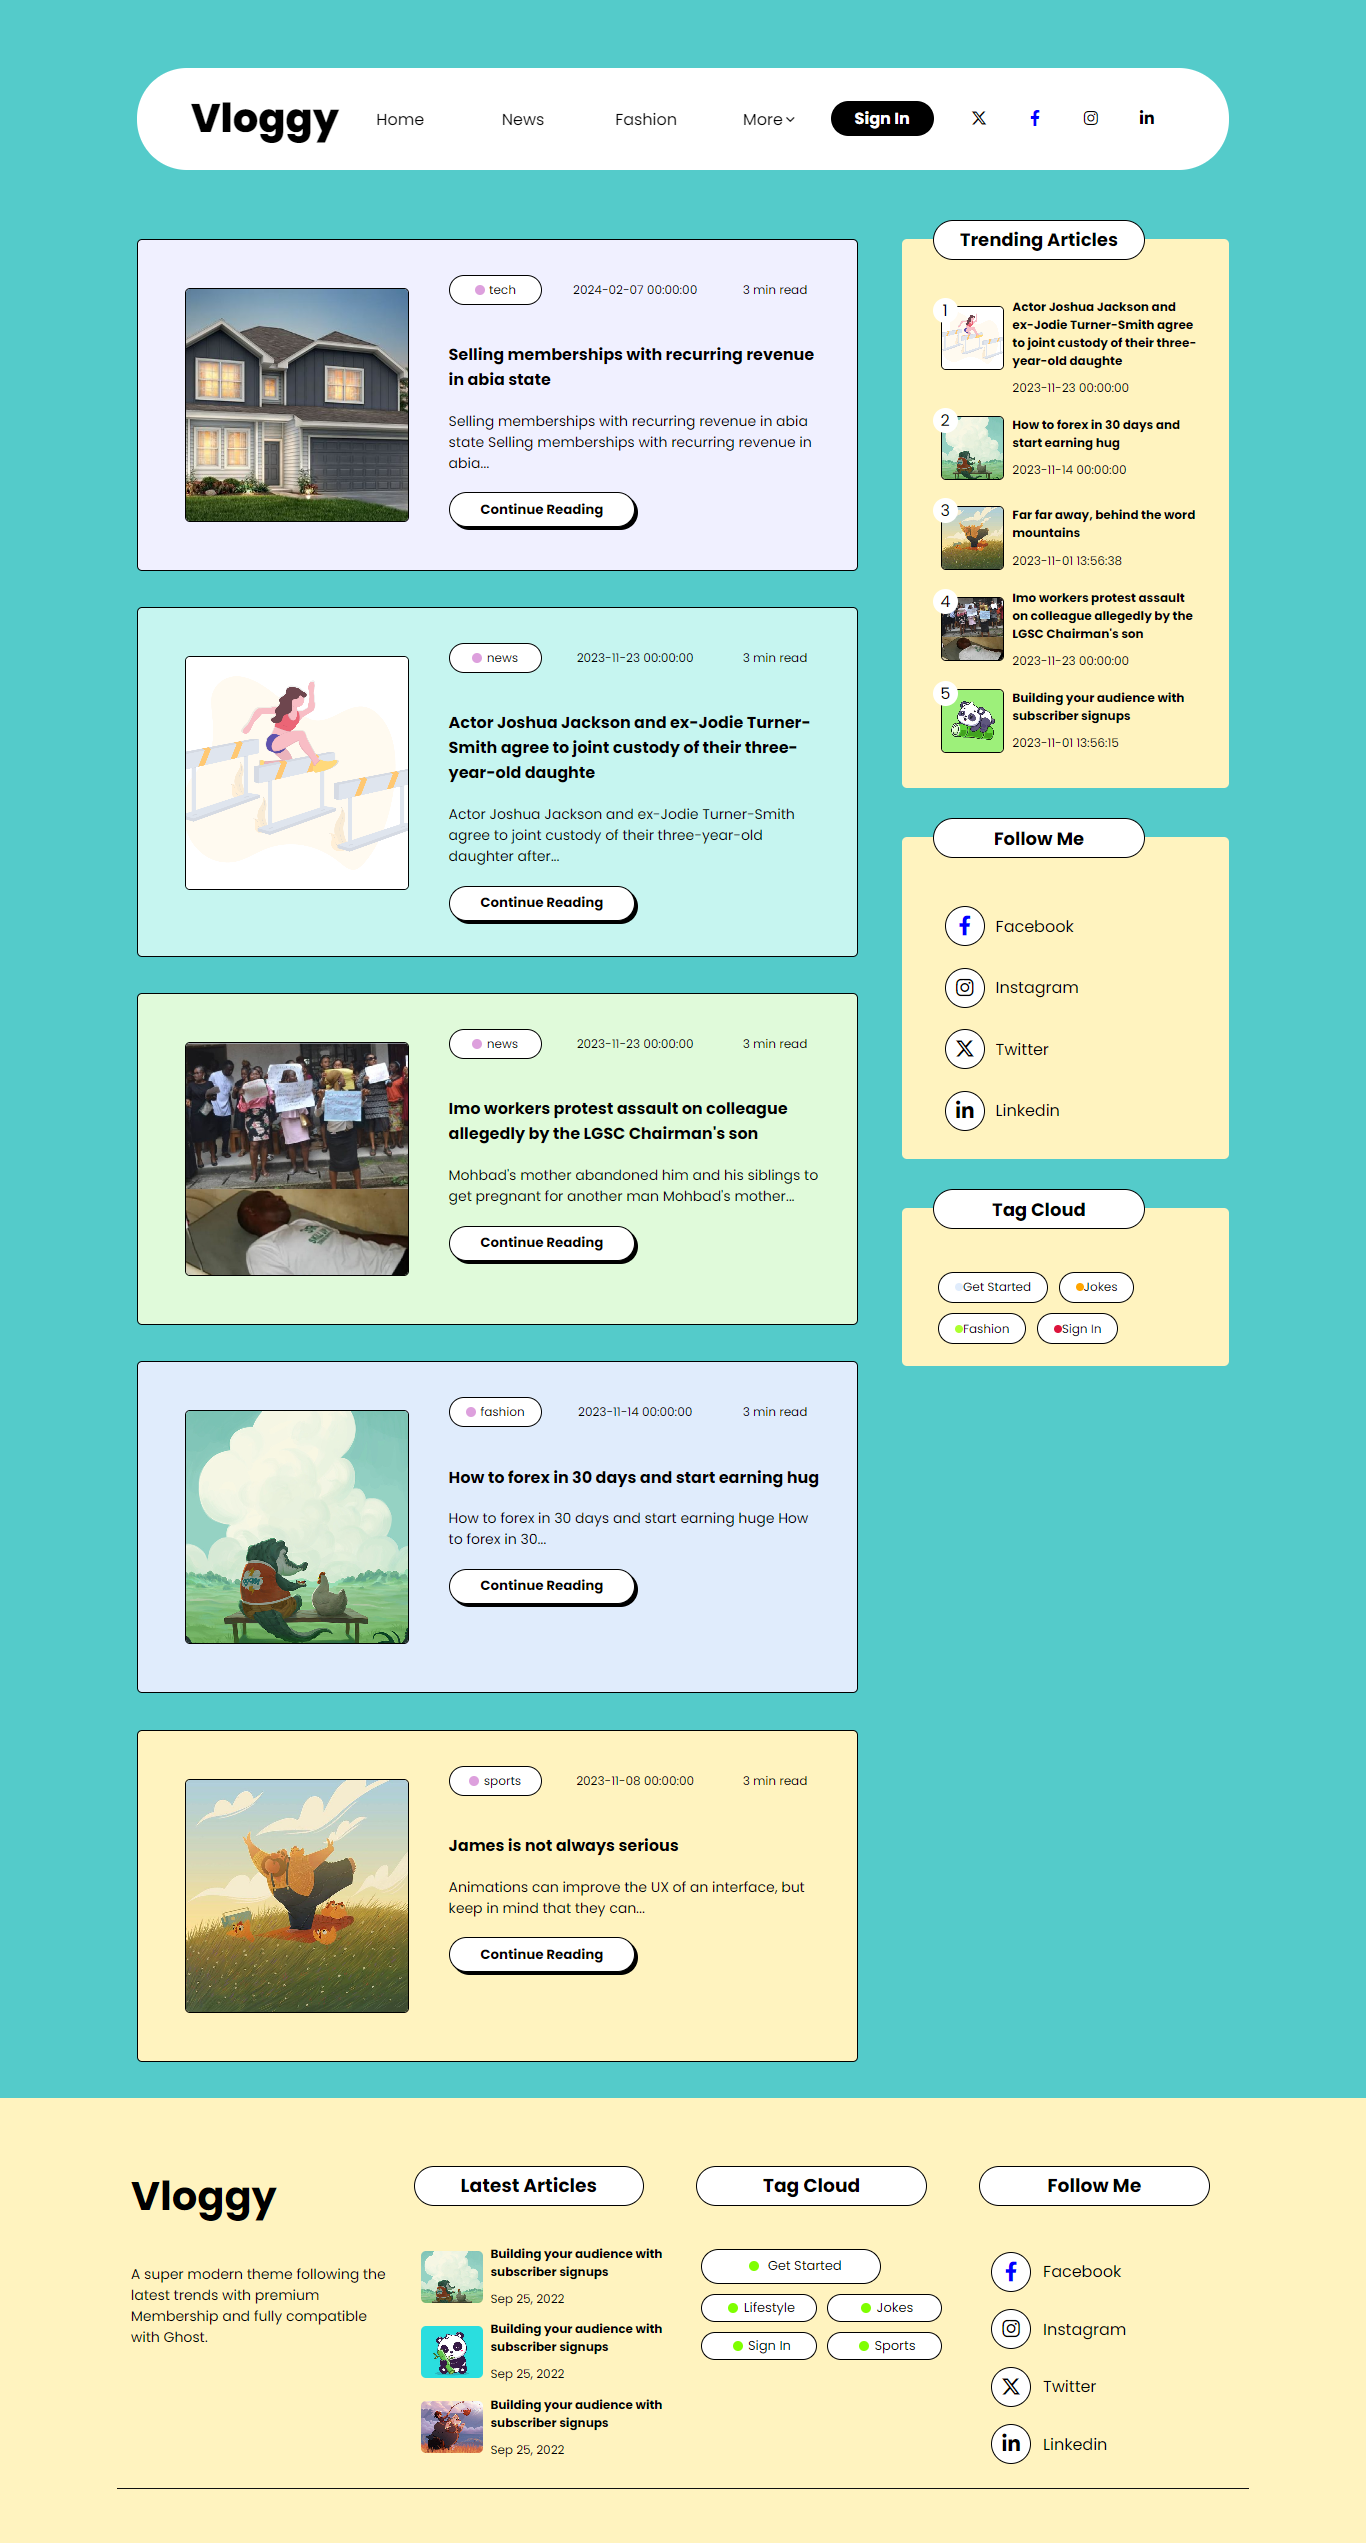 Vloggy
Home
News
Fashion
More
Sign In
tech
2024-02-07 00:00:00
3 min read
Selling memberships with recurring revenue
in abia state
Selling memberships with recurring revenue in abia
state Selling memberships with recurring revenue in
abia...
Continue Reading
news
2023-11-23 00:00:00
3 min read
Actor Joshua Jackson and ex-Jodie Turner-
Smith agree to joint custody of their three-
year-old daughte
Actor Joshua Jackson and ex-Jodie Turner-Smith
agree to joint custody of their three-year-old
daughter after...
Continue Reading
news
2023-11-23 00:00:00
3 min read
Imo workers protest assault on colleague
allegedly by the LGSC Chairman's son
Mohbad's mother abandoned him and his siblings to
get pregnant for another man Mohbad's mother...
Continue Reading
fashion
2023-11-14 00:00:00
3 min read
How to forex in 30 days and start earning hug
How to forex in 30 days and start earning huge How
to forex in 30...
Continue Reading
sports
2023-11-08 00:00:00
3 min read
James is not always serious
Animations can improve the UX of an interface, but
keep in mind that they can...
Continue Reading
Trending Articles
1
Actor Joshua Jackson and
ex-Jodie Turner-Smith agree
to joint custody of their three-
year-old daughte
2023-11-23 00:00:00
2
How to forex in 30 days and
start earning hug
2023-11-14 00:00:00
3
Far far away, behind the word
mountains
2023-11-01 13:56:38
4
Imo workers protest assault
on colleague allegedly by the
LGSC Chairman's son
2023-11-23 00:00:00
5
Building your audience with
subscriber signups
2023-11-01 13:56:15
Follow Me
Facebook
Instagram
Twitter
Linkedin
Tag Cloud
Get Started
Jokes
Fashion
Sign In
Vloggy
A super modern theme following the
latest trends with premium
Membership and fully compatible
with Ghost.
Latest Articles
Building your audience with
subscriber signups
Sep 25, 2022
Building your audience with
subscriber signups
Sep 25, 2022
Building your audience with
subscriber signups
Sep 25, 2022
Tag Cloud
Get Started
Lifestyle
Jokes
Sign In
Sports
Follow Me
Facebook
Instagram
Twitter
Linkedin